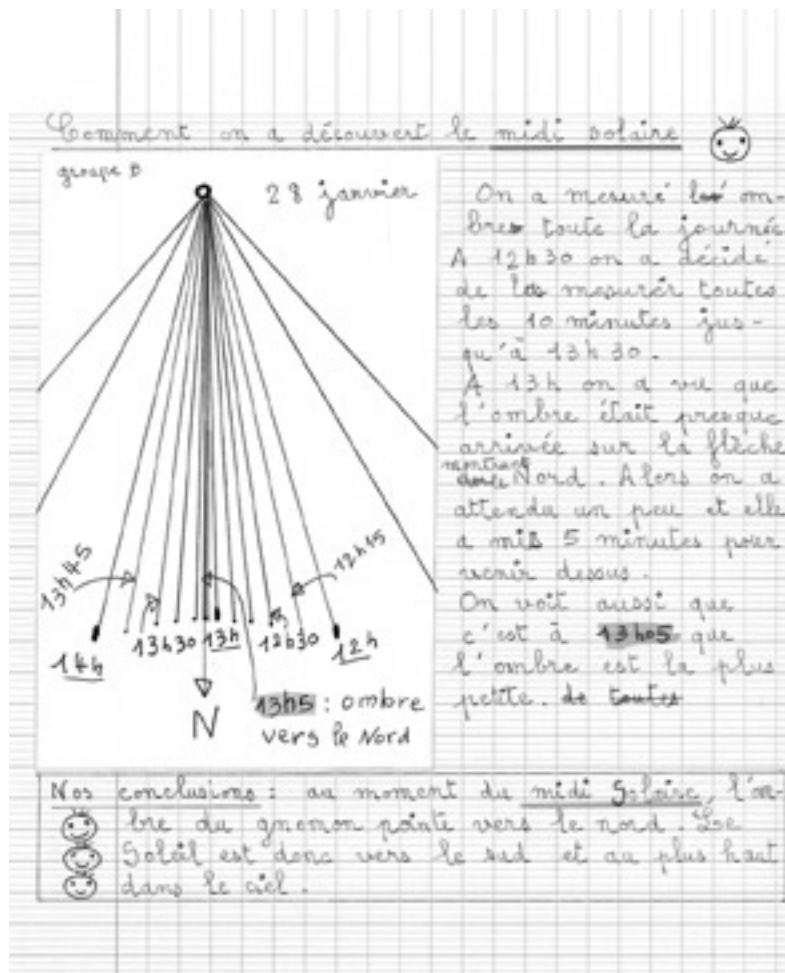 Comment on a découvert le midi solaire
groupe B
28 janvier
13h45
12h15
14h
13h30
13h
12h30
12h
N
13h5 : ombre
vers le Nord
On a mesuré les om-
bres toute la journée
A 12h30 on a décidé
de les mesurer toutes
les 10 minutes jus-
qu'à 13h30.
A 13h on a vu que
l'ombre était presque
arrivée sur la flèche
montrant
Nord. Alors on a
attendu un peu et elle
a mis 5 minutes pour
venir dessus.
On voit aussi que
c'est à 13h05 que
l'ombre est la plus
petite. de toutes
Nos conclusions : au moment du midi Solaire, l'om-
bre du gnomon pointe vers le nord. Le
Soleil est donc vers le sud et au plus haut
dans le ciel.